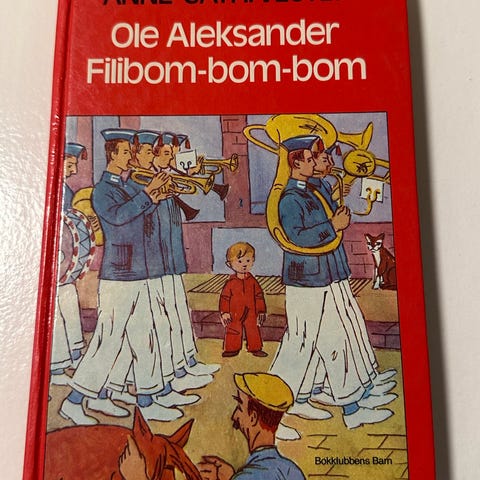 Ole Aleksander
Filibom-bom-bom
Bokklubbens Barn